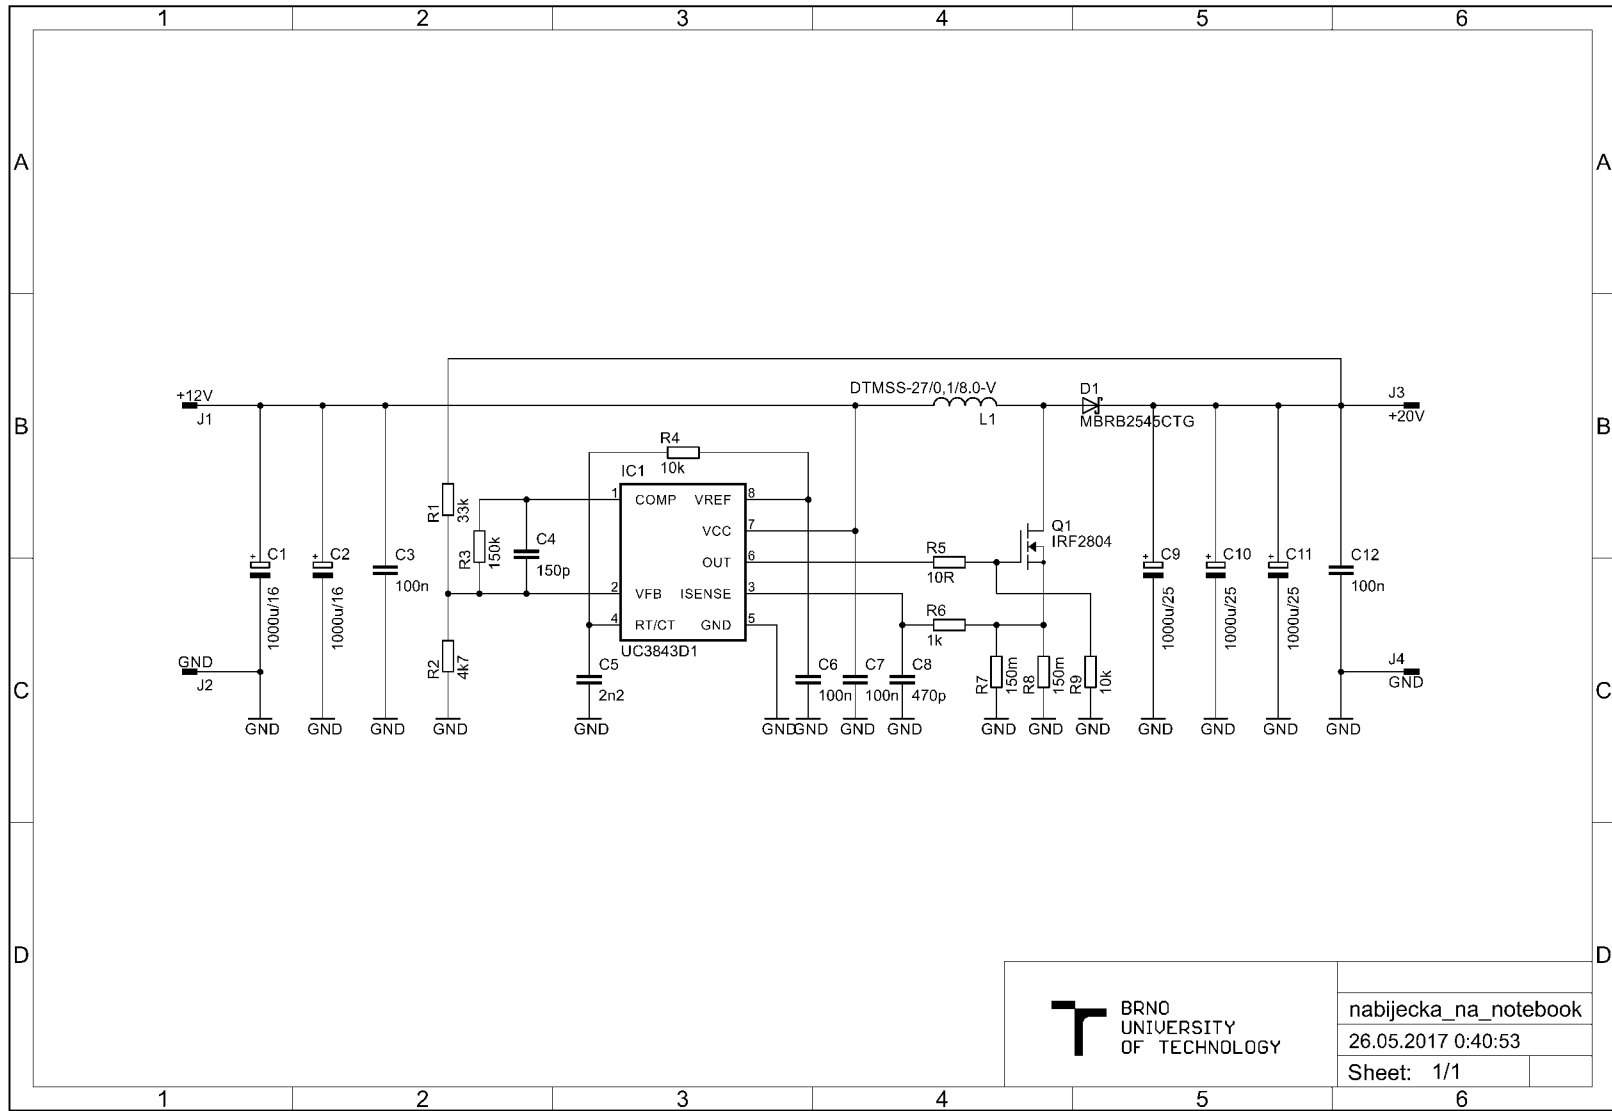 1 2 3 4 5 6
A A
DTMSS-27/0,1/8.0-V D1 J3
+12V
J1 L1 MBRB2545CTG +20V
B B
R4
10k
IC1
1 COMP VREF 8
R1 33k
7 VCC
Q1
IRF2804
R3 150k
C4
150p
6 OUT
R5
10R
C1 1000u/16
C2 1000u/16
C3
100n
C9 1000u/25
C10 1000u/25
C11 1000u/25
C12
100n
2 VFB ISENSE 3
4 RT/CT GND 5
R6
1k
UC3843D1
GND
J2
R2 4k7
C5
2n2
C6
100n
C7
100n
C8
470p
R7 150m
R8 150m
R9 10k
J4
GND
C C
GND GND GND GND GND GND GND GND GND GND GND GND GND GND GND GND
D D
BRNO
UNIVERSITY
OF TECHNOLOGY
nabijecka_na_notebook
26.05.2017 0:40:53
Sheet: 1/1
1 2 3 4 5 6